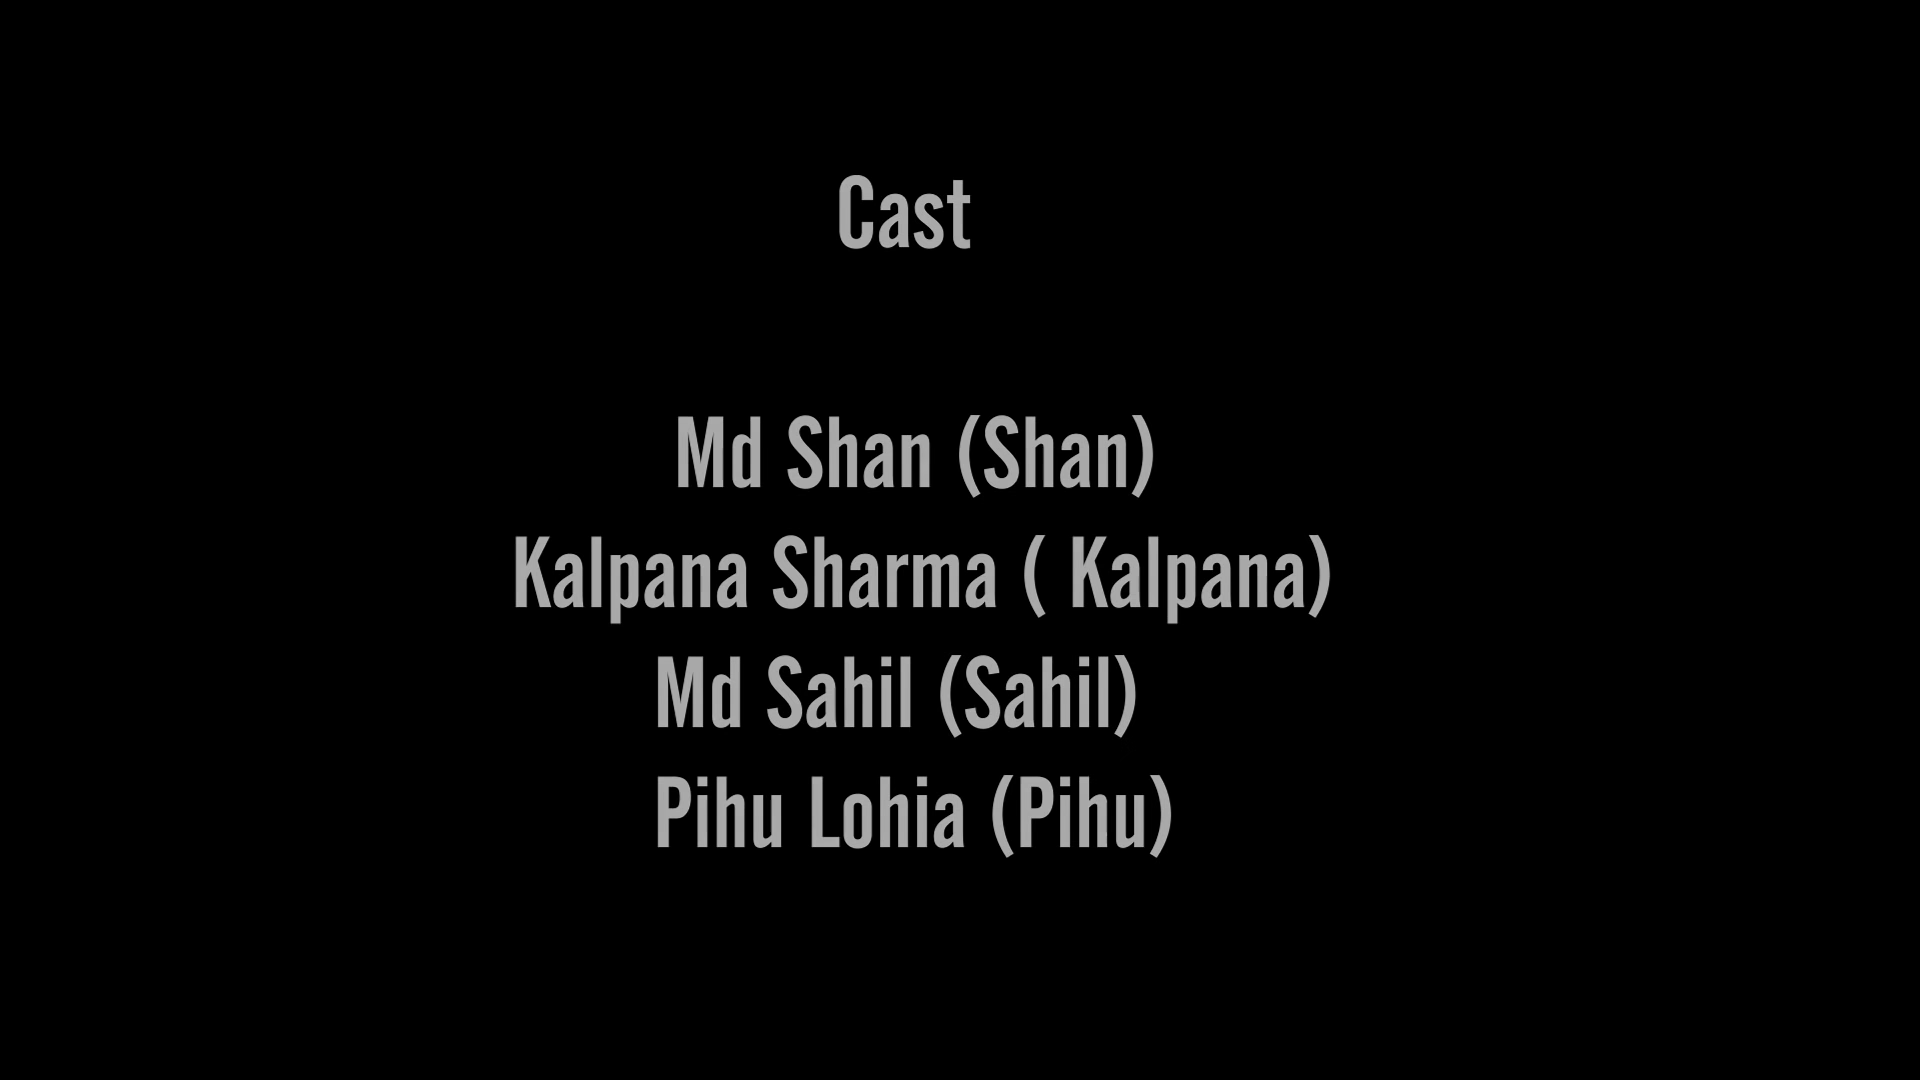 Cast
Md Shan (Shan)
Kalpana Sharma ( Kalpana)
Md Sahil (Sahil)
Pihu Lohia (Pihu)